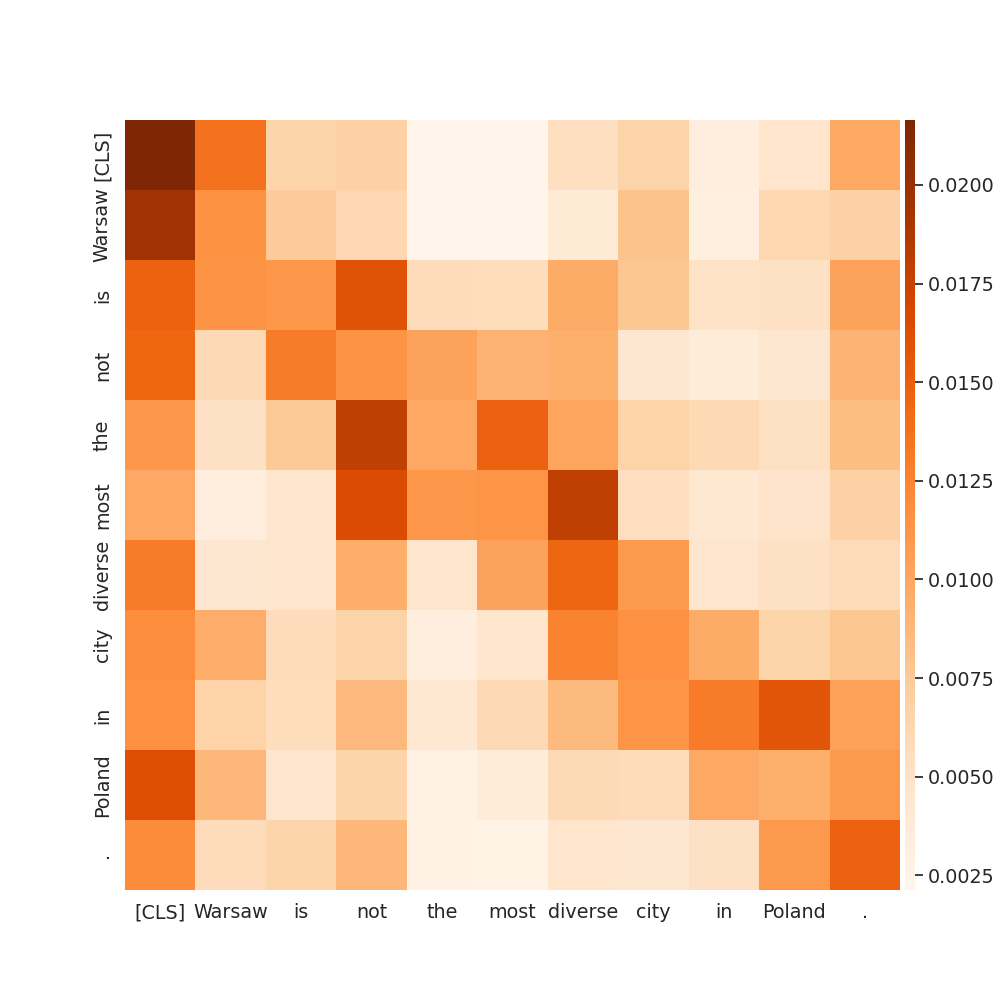 [CLS]
Warsaw
is
not
the
most
diverse
city
in
Poland
.
0.0200
0.0175
0.0150
0.0125
0.0100
0.0075
0.0050
0.0025
[CLS] Warsaw is not the most diverse city in Poland .